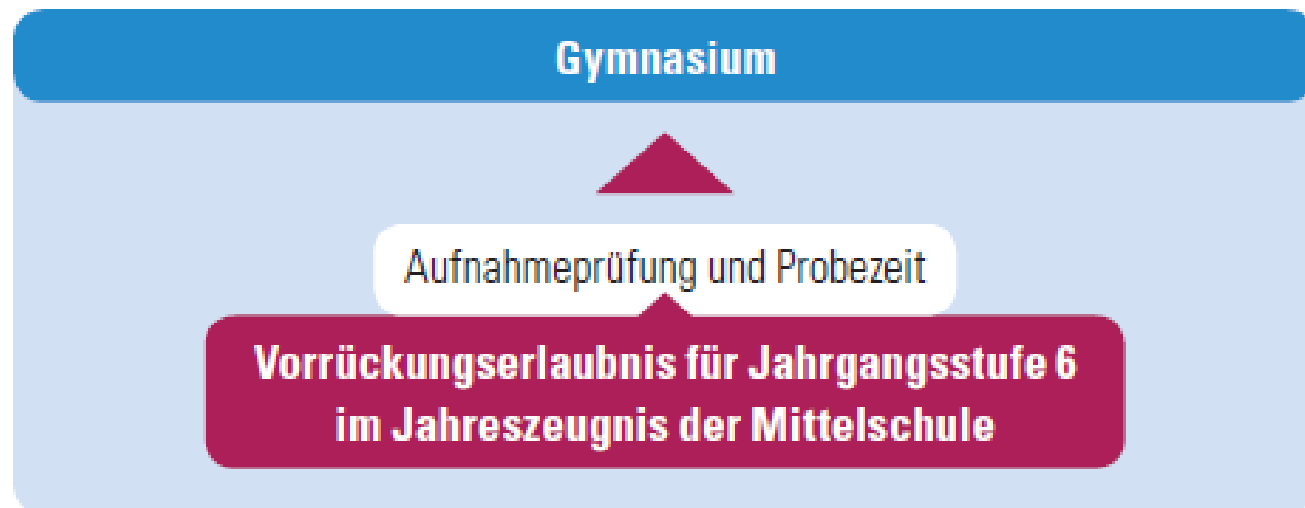 Gymnasium
Aufnahmeprüfung und Probezeit
Vorrückungserlaubnis für Jahrgangsstufe 6
im Jahreszeugnis der Mittelschule